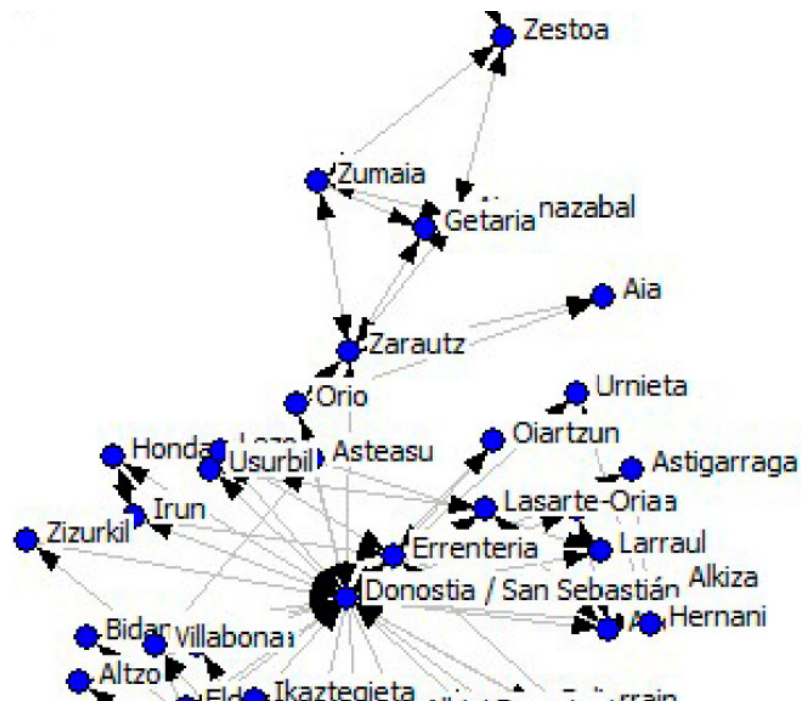 Zestoa
Zumaia
nazabal
Getaria
Aia
Zarautz
Urnieta
Orio
Oiartzun
Usurbil
Asteasu
Astigarraga
Lasarte-Oria
Irun
Zizurkil
Errenteria
Larraul
Donostia / San Sebastián
Alkiza
Hernani
Villabona
Altzo
Ikaztegieta